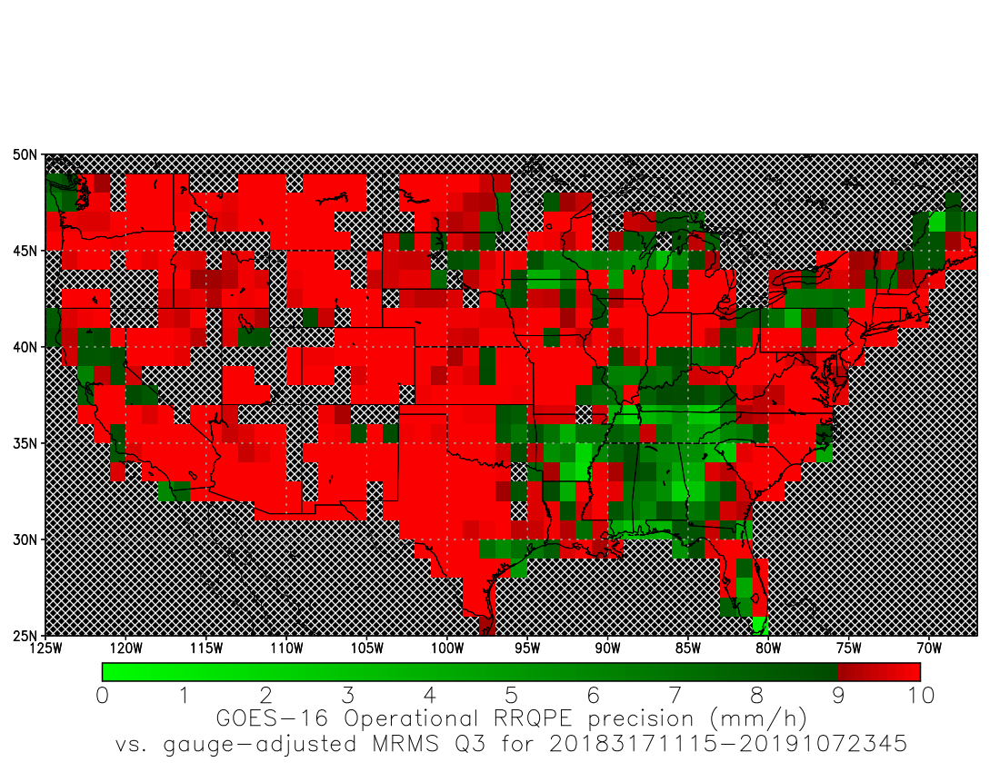 50N
45N
40N
35N
30N
25N
125W 120W 115W 110W 105W 100W 95W 90W 85W 80W 75W 70W
0 1 2 3 4 5 6 7 8 9 10
GOES-16 Operational RRQPE precision (mm/h)
vs. gauge-adjusted MRMS Q3 for 20183171115-20191072345